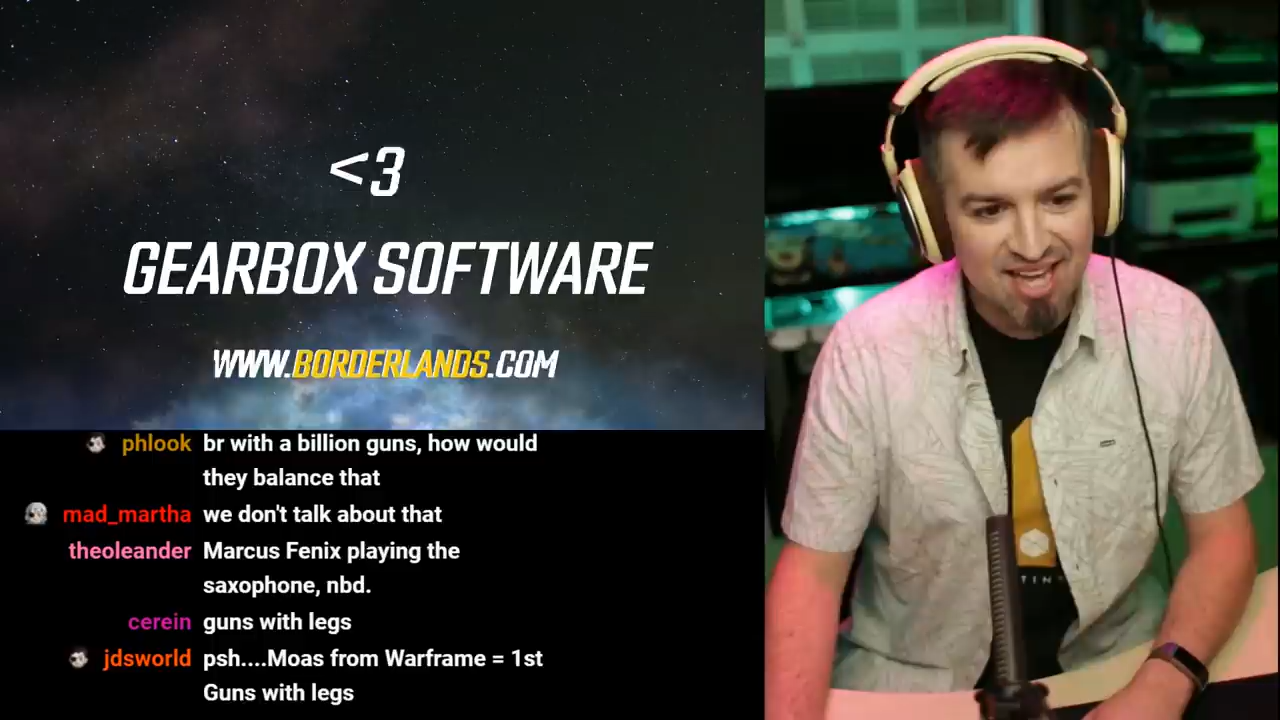 <3
GEARBOX SOFTWARE
WWW.BORDERLANDS.COM
phlook br with a billion guns, how would
they balance that
mad_martha we don't talk about that
theoleander Marcus Fenix playing the
saxophone, nbd.
cerein guns with legs
jdsworld psh....Moas from Warframe = 1st
Guns with legs